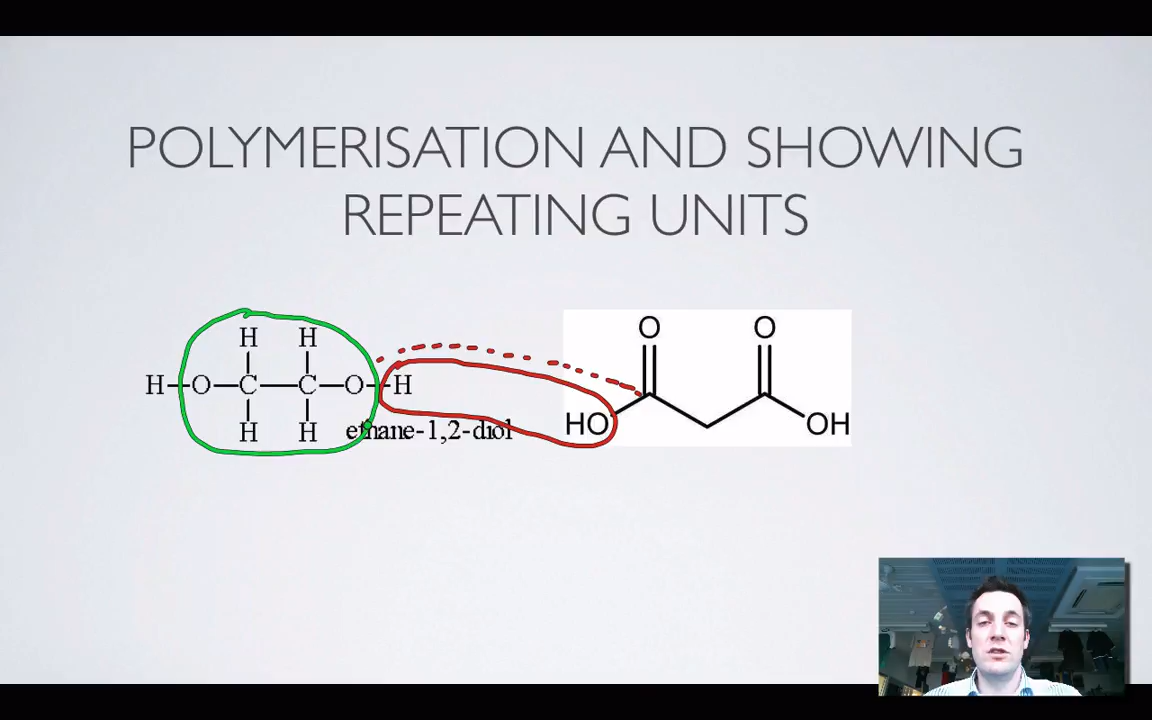 POLYMERISATION AND SHOWING
REPEATING UNITS
H H
H O C C O H
H H
ethane-1,2-diol
O O
HO OH